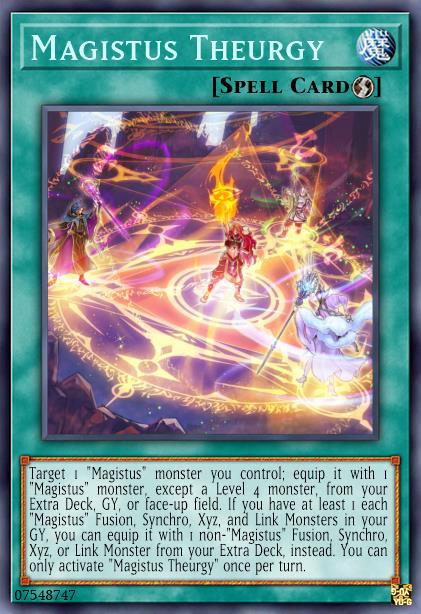 Magistus Theurgy
魔
[Spell Card]
Target 1 "Magistus" monster you control; equip it with 1
"Magistus" monster, except a Level 4 monster, from your
Extra Deck, GY, or face-up field. If you have at least 1 each
"Magistus" Fusion, Synchro, Xyz, and Link Monsters in your
GY, you can equip it with 1 non-"Magistus" Fusion, Synchro,
Xyz, or Link Monster from your Extra Deck, instead. You can
only activate "Magistus Theurgy" once per turn.
07548747